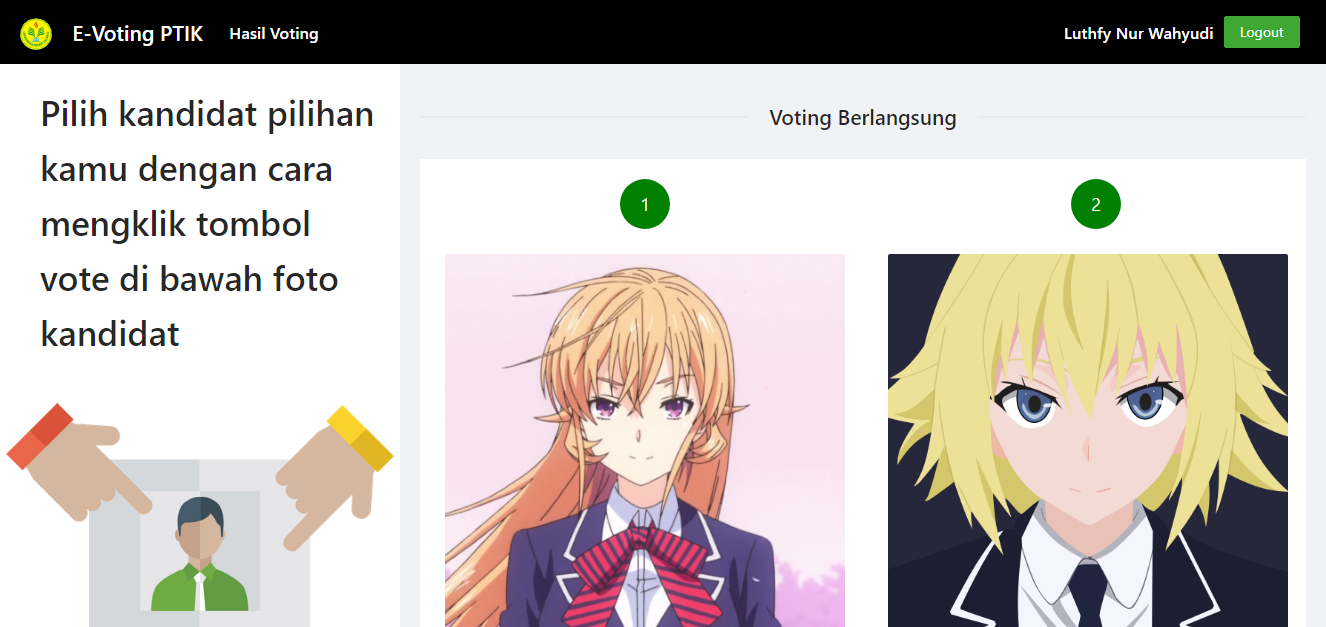 E-Voting PTIK
Hasil Voting
Luthfy Nur Wahyudi
Logout
Pilih kandidat pilihan
kamu dengan cara
mengklik tombol
vote di bawah foto
kandidat
Voting Berlangsung
1
2